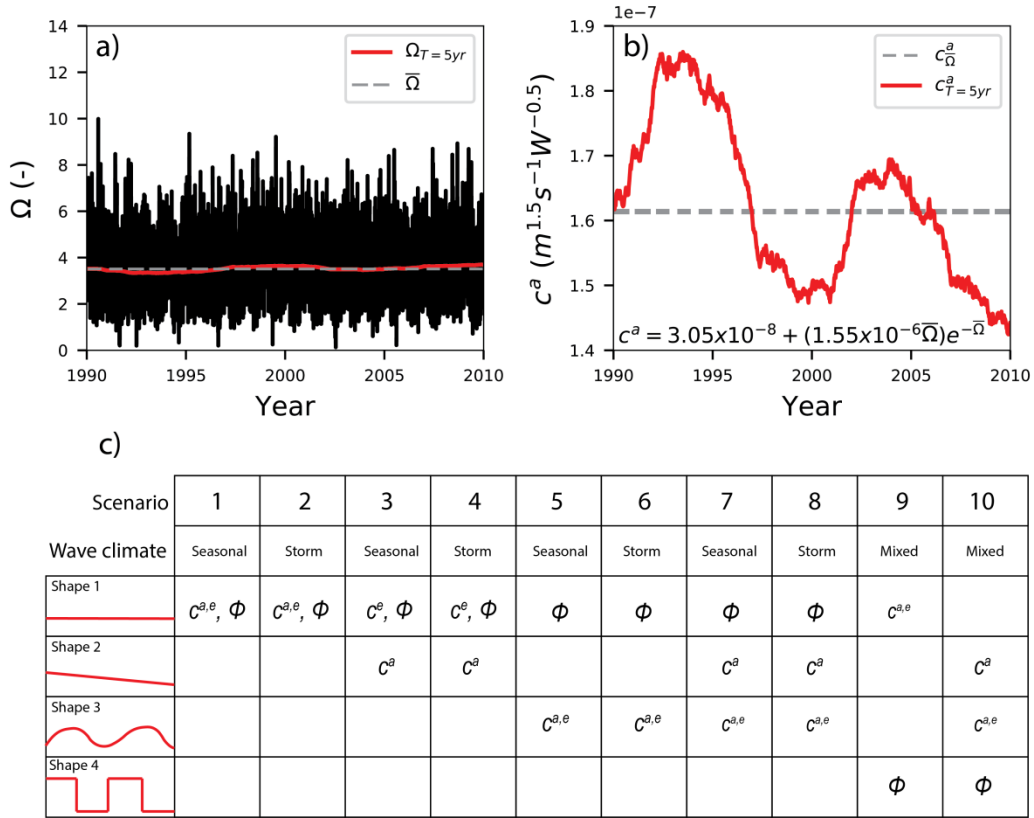 a)
Ω_{T=5yr}
\overline{Ω}
14
12
10
8
6
4
2
0
Ω (-)
1990 1995 2000 2005 2010
Year
1e−7
b)
c^a_{\overline{Ω}}
c^a_{T=5yr}
1.9
1.8
1.7
1.6
1.5
1.4
c^a (m^{1.5}s^{−1}W^{−0.5})
c^a = 3.05x10^{−8} + (1.55x10^{−6}\overline{Ω})e^{−\overline{Ω}}
1990 1995 2000 2005 2010
Year
c)
Scenario 1 2 3 4 5 6 7 8 9 10
Wave climate Seasonal Storm Seasonal Storm Seasonal Storm Seasonal Storm Mixed Mixed
Shape 1
c^{a,e}, Φ c^{a,e}, Φ c^e, Φ c^e, Φ Φ Φ Φ Φ c^{a,e}
Shape 2
c^a c^a c^a c^a c^a
Shape 3
c^{a,e} c^{a,e} c^{a,e} c^{a,e} c^{a,e}
Shape 4
Φ Φ